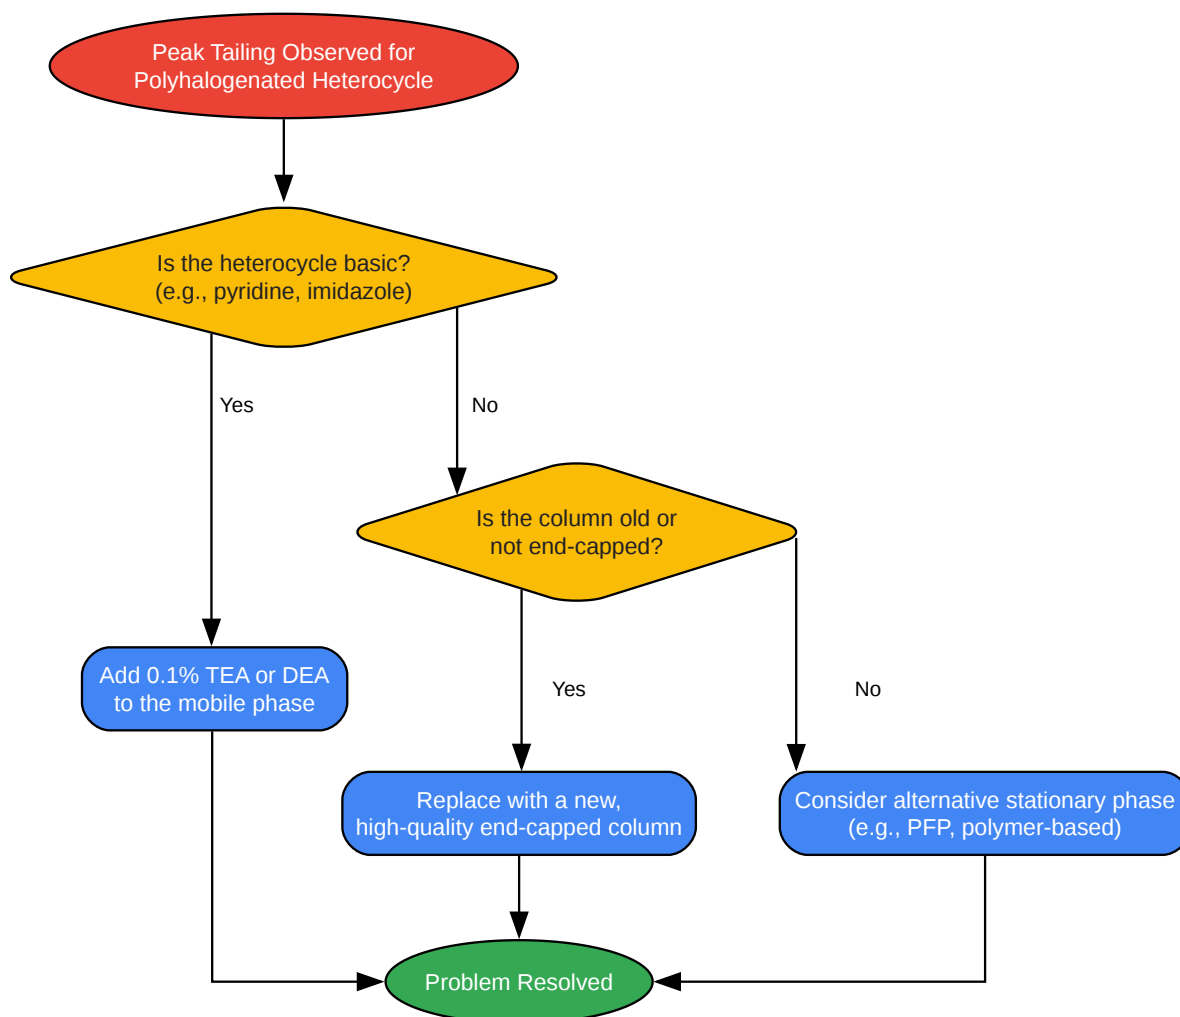 Peak Tailing Observed for
Polyhalogenated Heterocycle
Is the heterocycle basic?
(e.g., pyridine, imidazole)
Yes
No
Is the column old or
not end-capped?
Add 0.1% TEA or DEA
to the mobile phase
Yes
No
Replace with a new,
high-quality end-capped column
Consider alternative stationary phase
(e.g., PFP, polymer-based)
Problem Resolved